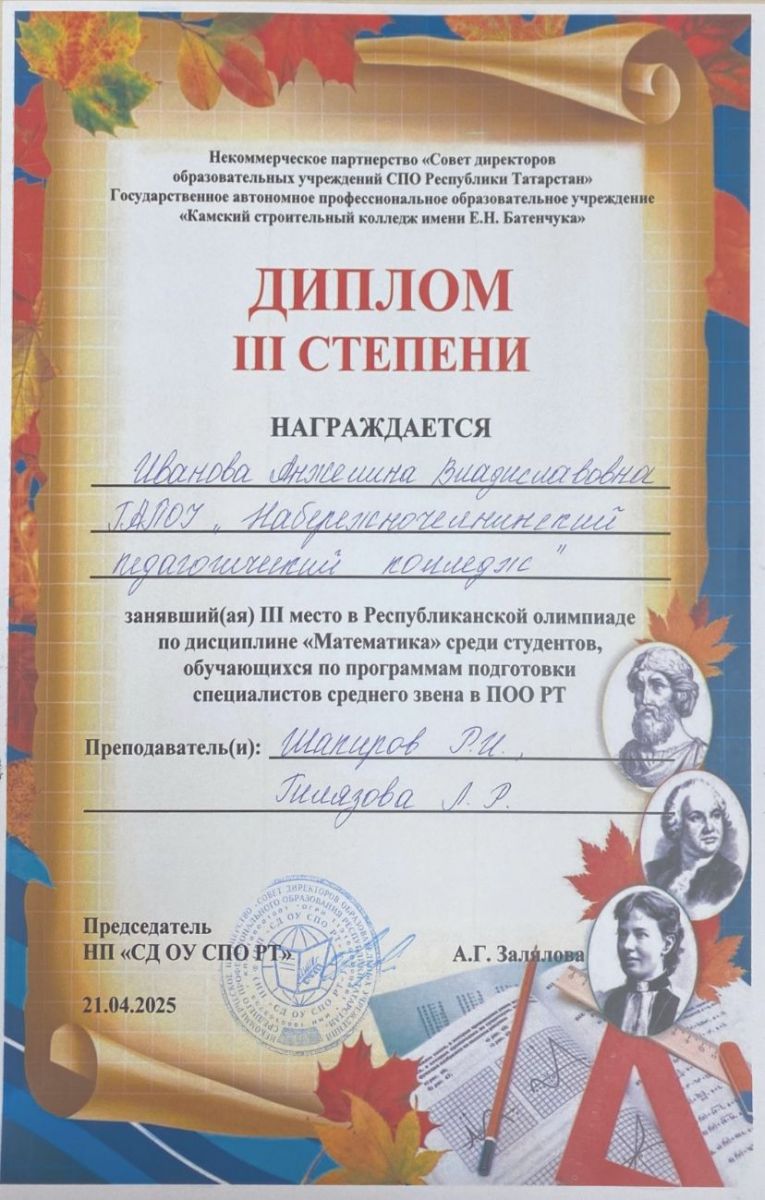 Некоммерческое партнерство «Совет директоров
образовательных учреждений СПО Республики Татарстан»
Государственное автономное профессиональное образовательное учреждение
«Камский строительный колледж имени Е.Н. Батенчука»
ДИПЛОМ
III СТЕПЕНИ
НАГРАЖДАЕТСЯ
Иванова Анжелина Владиславовна
ГАПОУ „Набережночелнинский
педагогический колледж"
занявший(ая) III место в Республиканской олимпиаде
по дисциплине «Математика» среди студентов,
обучающихся по программам подготовки
специалистов среднего звена в ПОО РТ
Преподаватель(и): Шакиров Р.И.,
Гилязова Л.Р.
Председатель
НП «СД ОУ СПО РТ»
А.Г. Залялова
21.04.2025